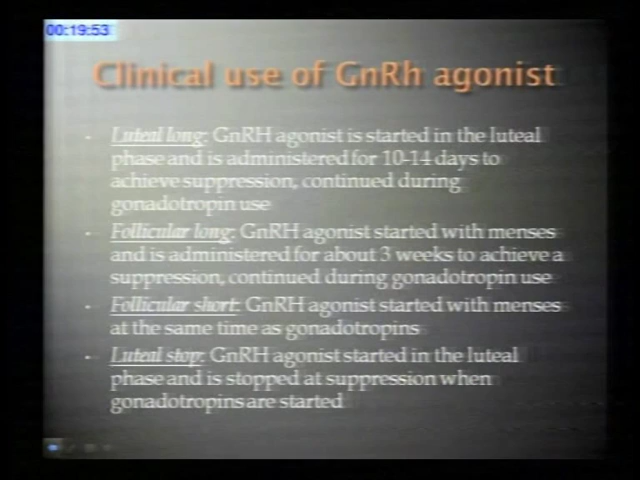 00:19:53
Clinical use of GnRh agonist
- Luteal long: GnRH agonist is started in the luteal
phase and is administered for 10-14 days to
achieve suppression, continued during
gonadotropin use
- Follicular long: GnRH agonist started with menses
and is administered for about 3 weeks to achieve a
suppression, continued during gonadotropin use
- Follicular short: GnRH agonist started with menses
at the same time as gonadotropins
- Luteal stop: GnRH agonist started in the luteal
phase and is stopped at suppression when
gonadotropins are started